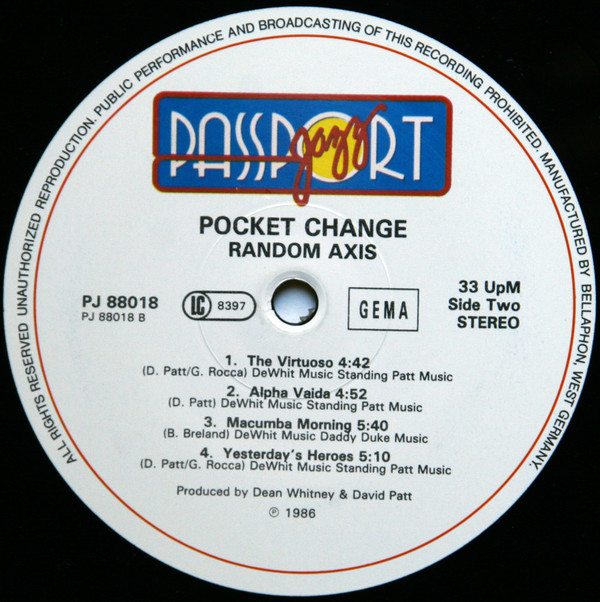 ALL RIGHTS RESERVED UNAUTHORIZED REPRODUCTION. PUBLIC PERFORMANCE AND BROADCASTING OF THIS RECORDING PROHIBITED. MANUFACTURED BY BELLAPHON, WEST GERMANY.
PASSPORT
jazz
POCKET CHANGE
RANDOM AXIS
PJ 88018
PJ 88018 B
LC 8397
GEMA
33 UpM
Side Two
STEREO
1. The Virtuoso 4:42
(D. Patt/G. Rocca) DeWhit Music Standing Patt Music
2. Alpha Vaida 4:52
(D. Patt) DeWhit Music Standing Patt Music
3. Macumba Morning 5:40
(B. Breland) DeWhit Music Daddy Duke Music
4. Yesterday's Heroes 5:10
(D. Patt/G. Rocca) DeWhit Music Standing Patt Music
Produced by Dean Whitney & David Patt
℗ 1986